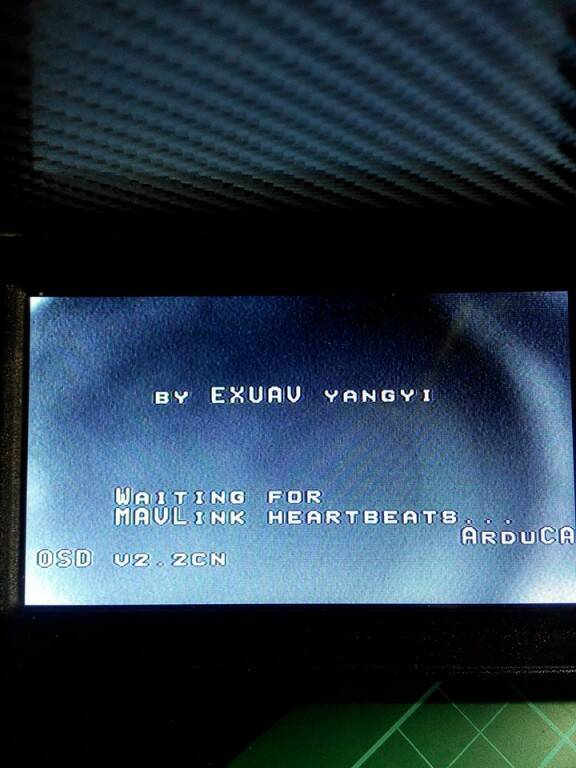 BY EXUAV YANGYI
WAITING FOR
MAVLINK HEARTBEATS...
ARDUCA
OSD V2.2CN